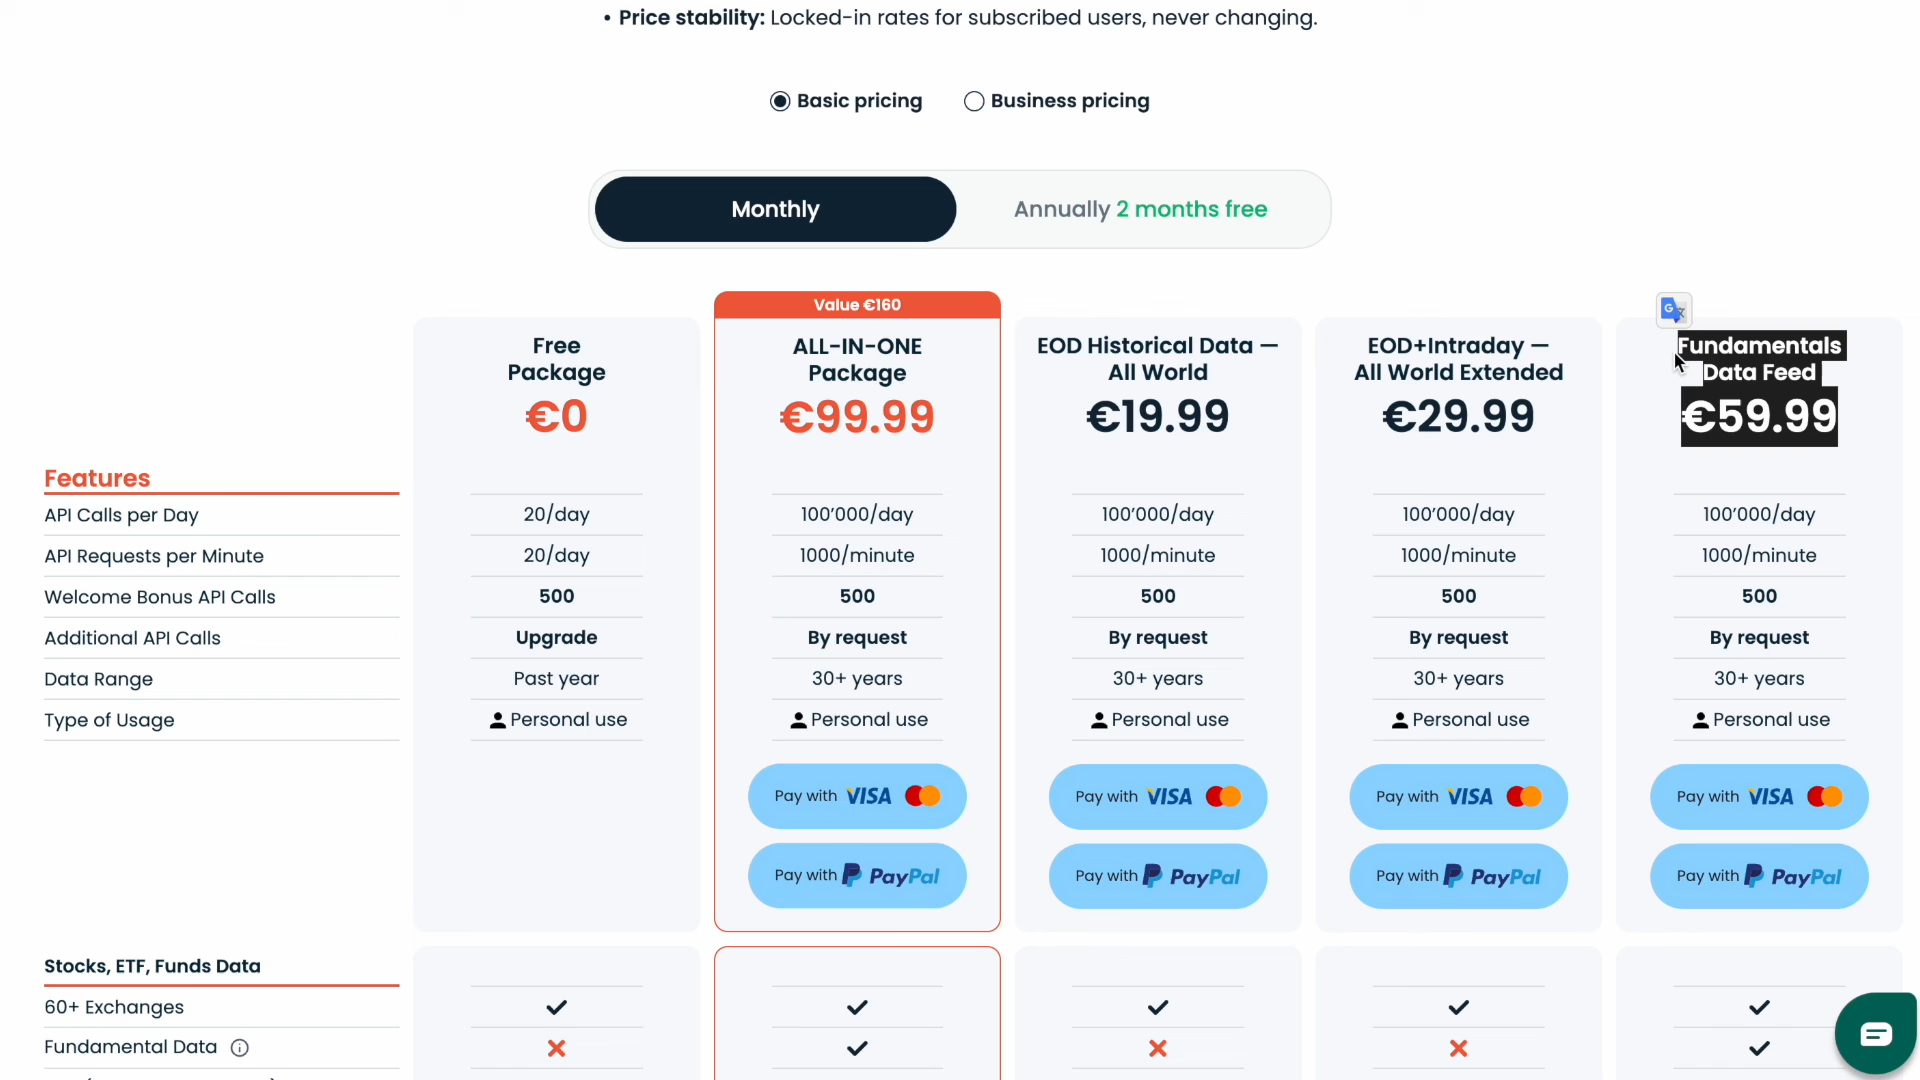 • Price stability: Locked-in rates for subscribed users, never changing.
Basic pricing
Business pricing
Monthly
Annually 2 months free
Value €160
Free
Package
€0
ALL-IN-ONE
Package
€99.99
EOD Historical Data —
All World
€19.99
EOD+Intraday —
All World Extended
€29.99
Fundamentals
Data Feed
€59.99
Features
API Calls per Day 20/day 100’000/day 100’000/day 100’000/day 100’000/day
API Requests per Minute 20/day 1000/minute 1000/minute 1000/minute 1000/minute
Welcome Bonus API Calls 500 500 500 500 500
Additional API Calls Upgrade By request By request By request By request
Data Range Past year 30+ years 30+ years 30+ years 30+ years
Type of Usage Personal use Personal use Personal use Personal use Personal use
Pay with VISA Pay with VISA Pay with VISA Pay with VISA
Pay with PayPal Pay with PayPal Pay with PayPal Pay with PayPal
Stocks, ETF, Funds Data
60+ Exchanges
Fundamental Data